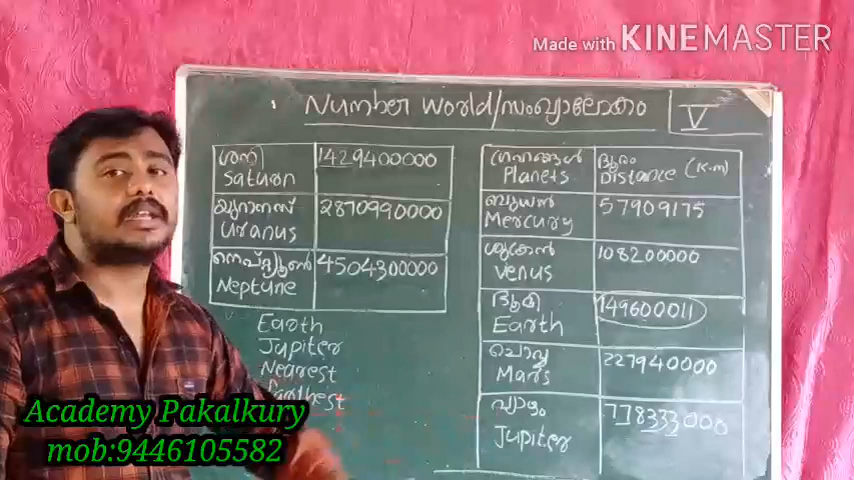 Made with KINEMASTER
Number World/സംഖ്യാലോകം V
ശനി 1429400000
Saturn
യുറാനസ് 2870990000
Uranus
നെപ്റ്റ്യൂൺ 4504300000
Neptune
Earth
Jupiter
Nearest
Farthest
ഗ്രഹങ്ങൾ ദൂരം
Planets Distance (K.m)
ബുധൻ 57909175
Mercury
ശുക്രൻ 108200000
Venus
ഭൂമി 149600011
Earth
ചൊവ്വ 227940000
Mars
വ്യാഴം 778333000
Jupiter
Academy Pakalkury
mob:9446105582